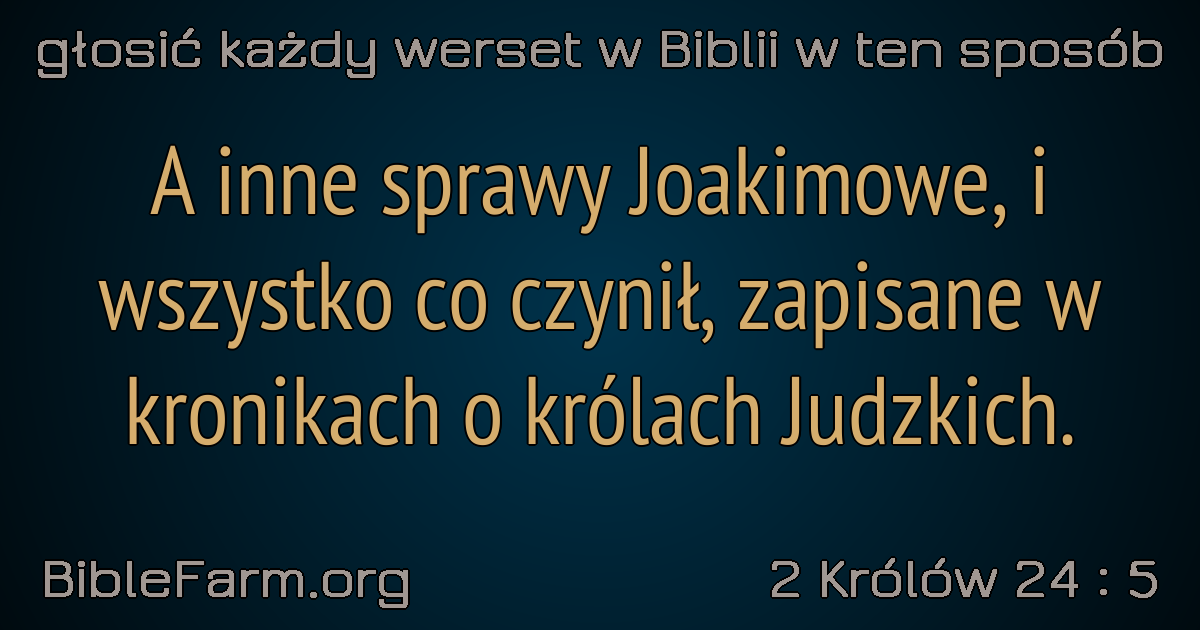 głosić każdy werset w Biblii w ten sposób
A inne sprawy Joakimowe, i
wszystko co czynił, zapisane w
kronikach o królach Judzkich.
BibleFarm.org
2 Królów 24 : 5